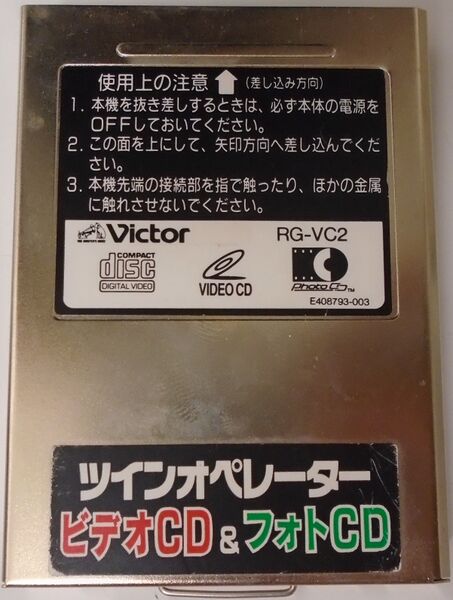 使用上の注意 (差し込み方向)
1. 本機を抜き差しするときは、必ず本体の電源を
OFFしておいてください。
2. この面を上にして、矢印方向へ差し込んでくだ
さい。
3. 本機先端の接続部を指で触ったり、ほかの金属
に触れさせないでください。
Victor RG-VC2
COMPACT
disc
DIGITAL VIDEO
VIDEO CD
Photo CD™
E408793-003
ツインオペレーター
ビデオCD & フォトCD